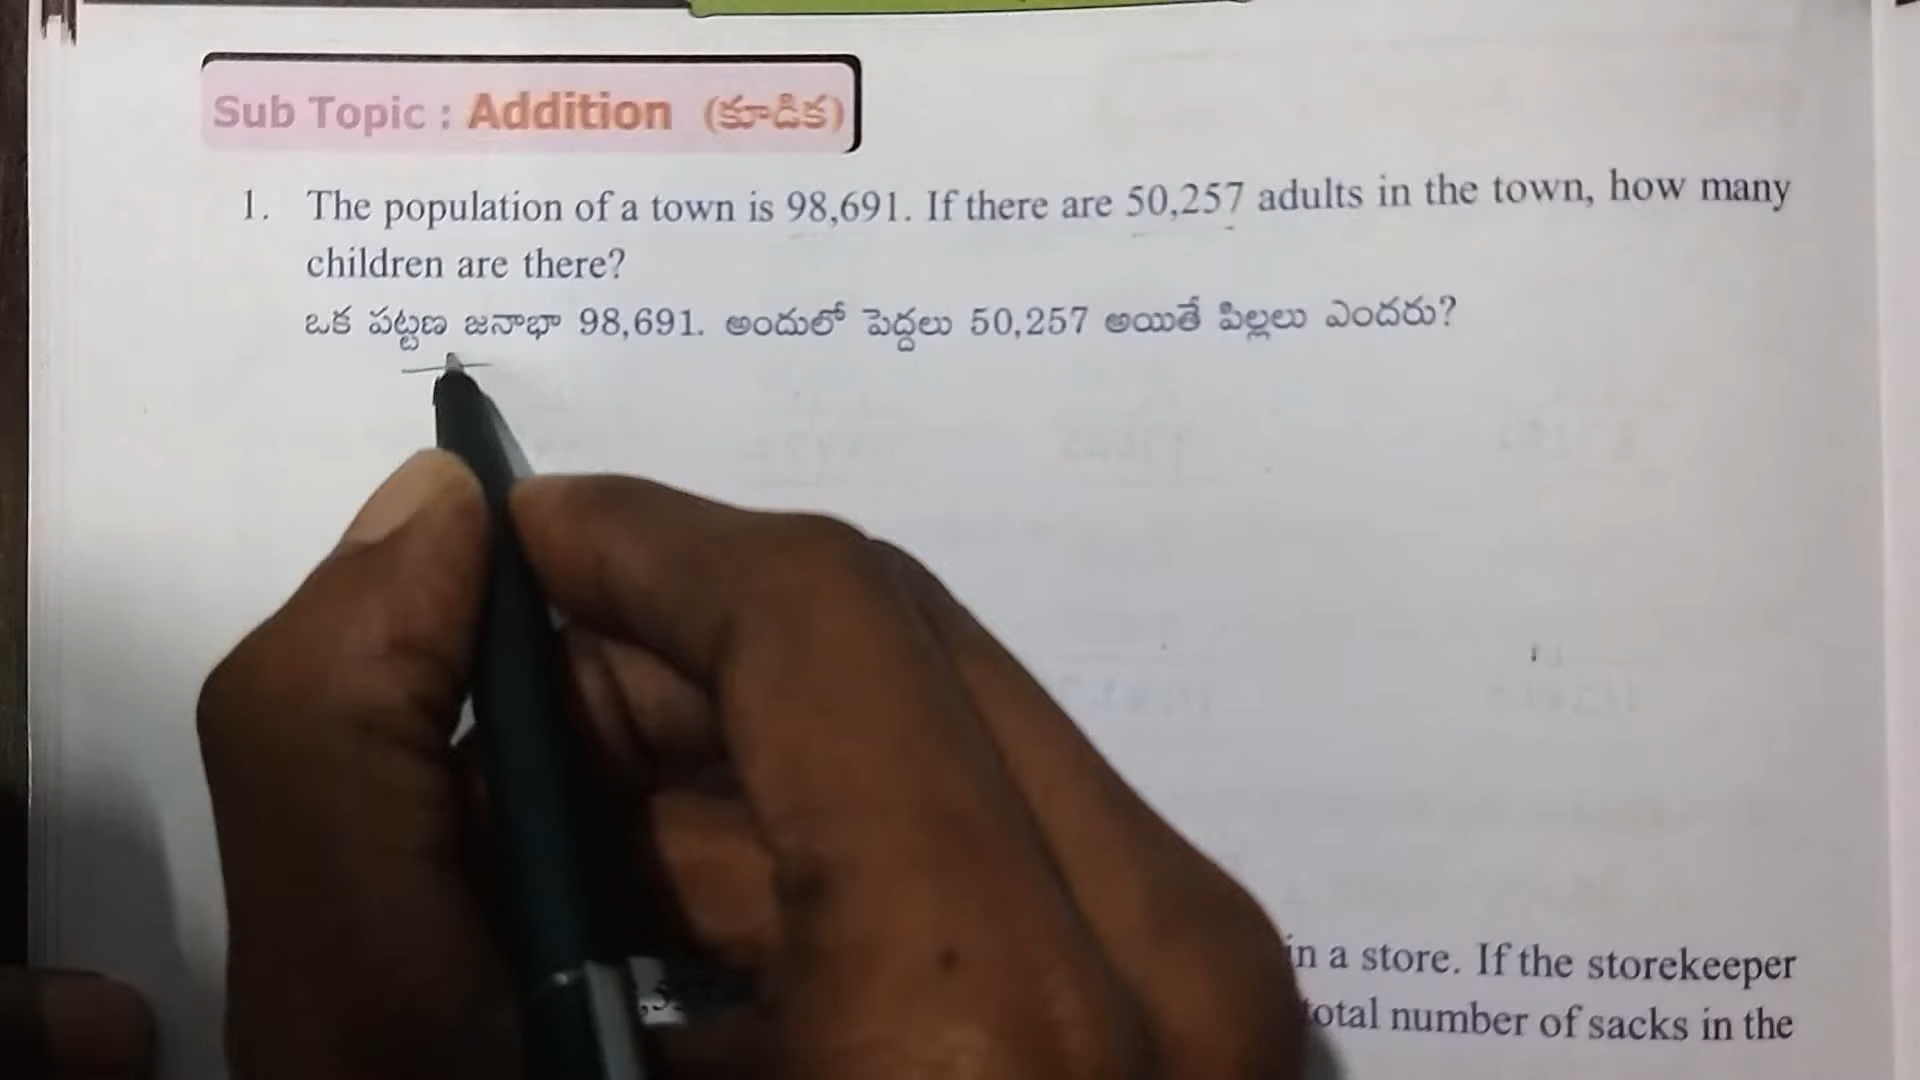 Sub Topic : Addition (కూడిక)
1. The population of a town is 98,691. If there are 50,257 adults in the town, how many
children are there?
ఒక పట్టణ జనాభా 98,691. అందులో పెద్దలు 50,257 అయితే పిల్లలు ఎందరు?
in a store. If the storekeeper
total number of sacks in the